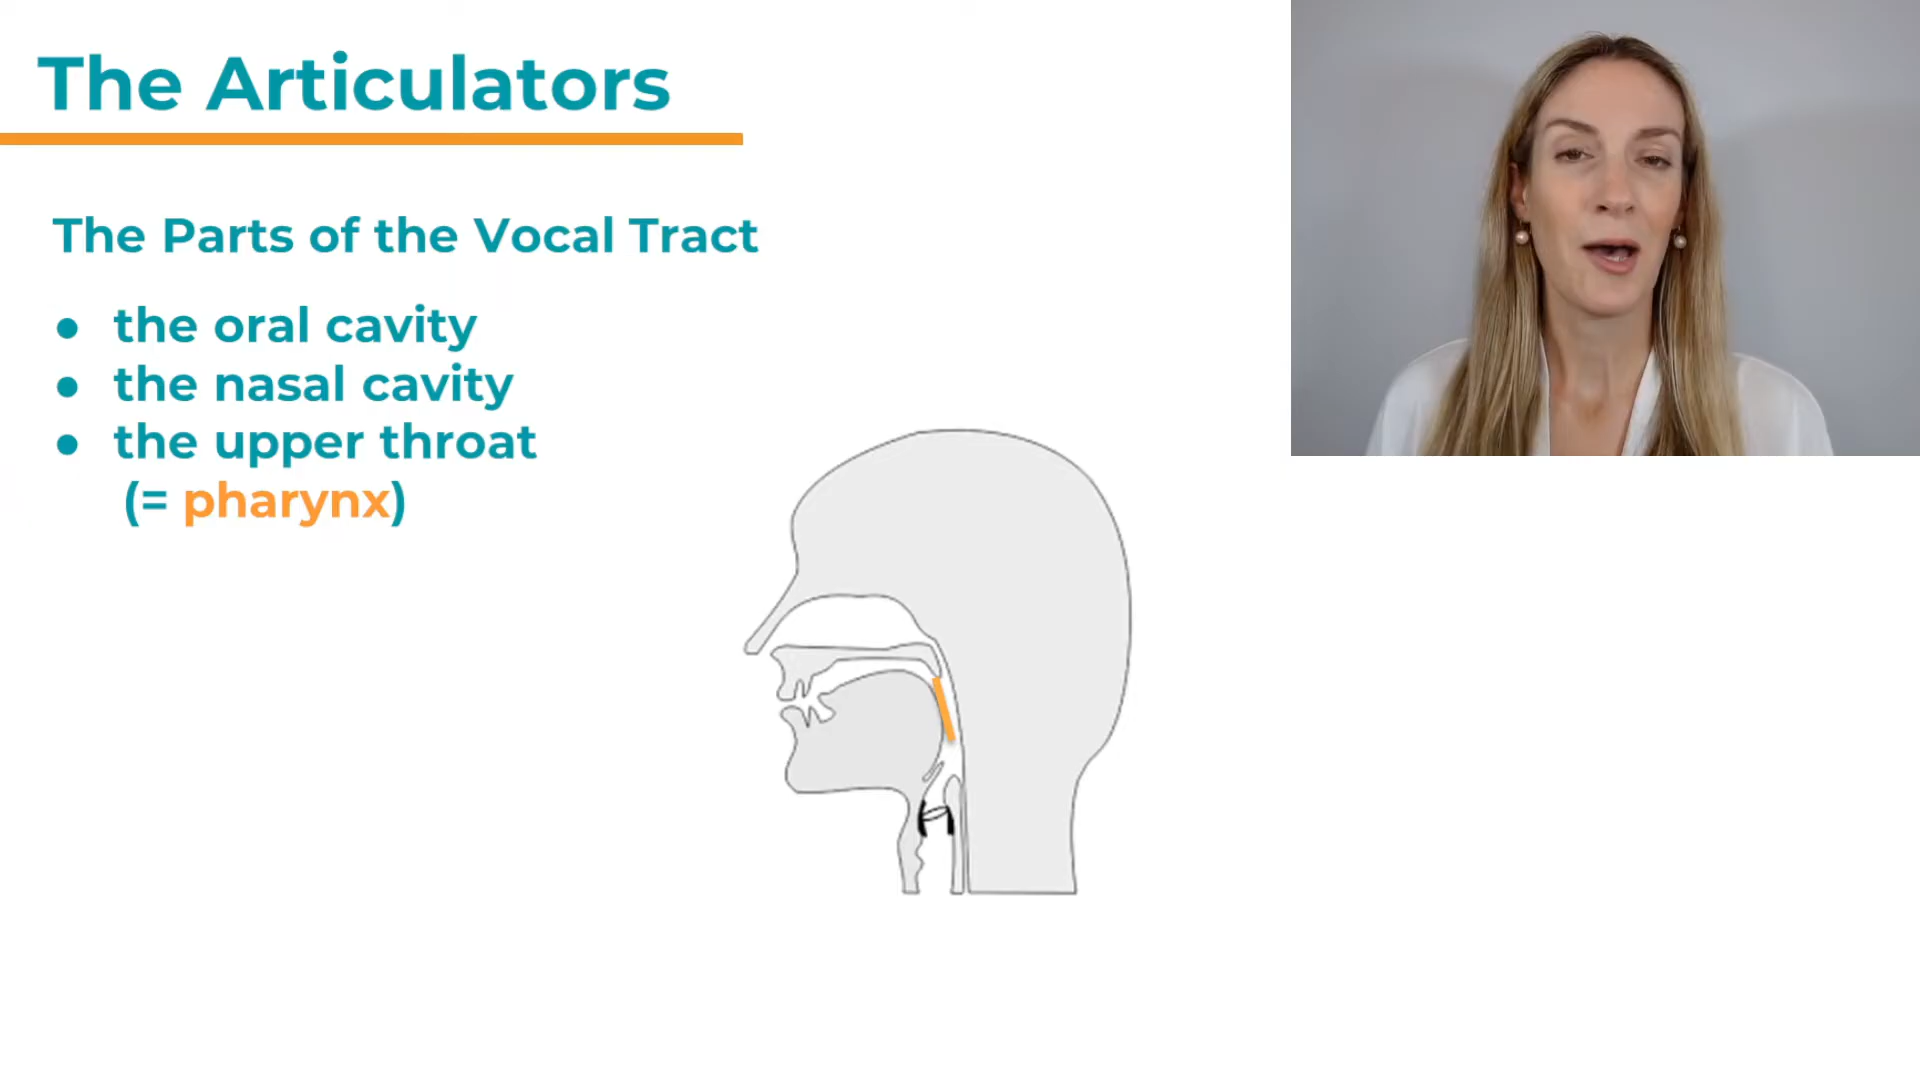 The Articulators
The Parts of the Vocal Tract
● the oral cavity
● the nasal cavity
● the upper throat
(= pharynx)